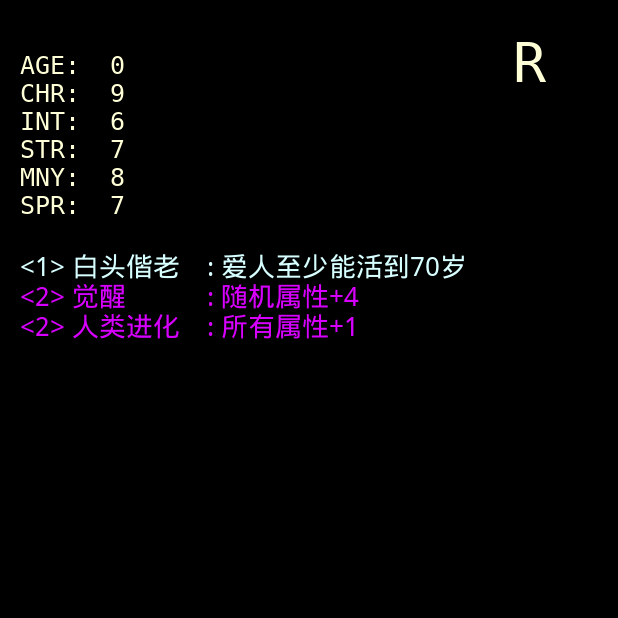 R
AGE: 0
CHR: 9
INT: 6
STR: 7
MNY: 8
SPR: 7
<1> 白头偕老 : 爱人至少能活到70岁
<2> 觉醒 : 随机属性+4
<2> 人类进化 : 所有属性+1